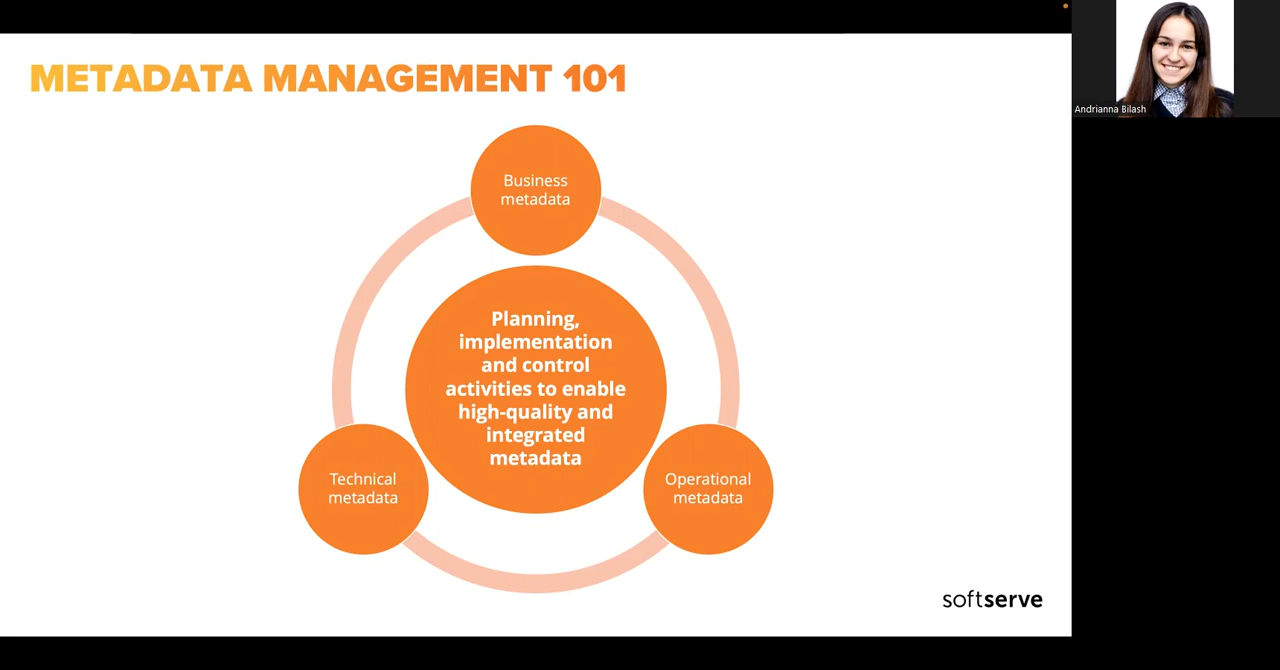 METADATA MANAGEMENT 101
Andrianna Bilash
Business
metadata
Planning,
implementation
and control
activities to enable
high-quality and
integrated
metadata
Technical
metadata
Operational
metadata
softserve